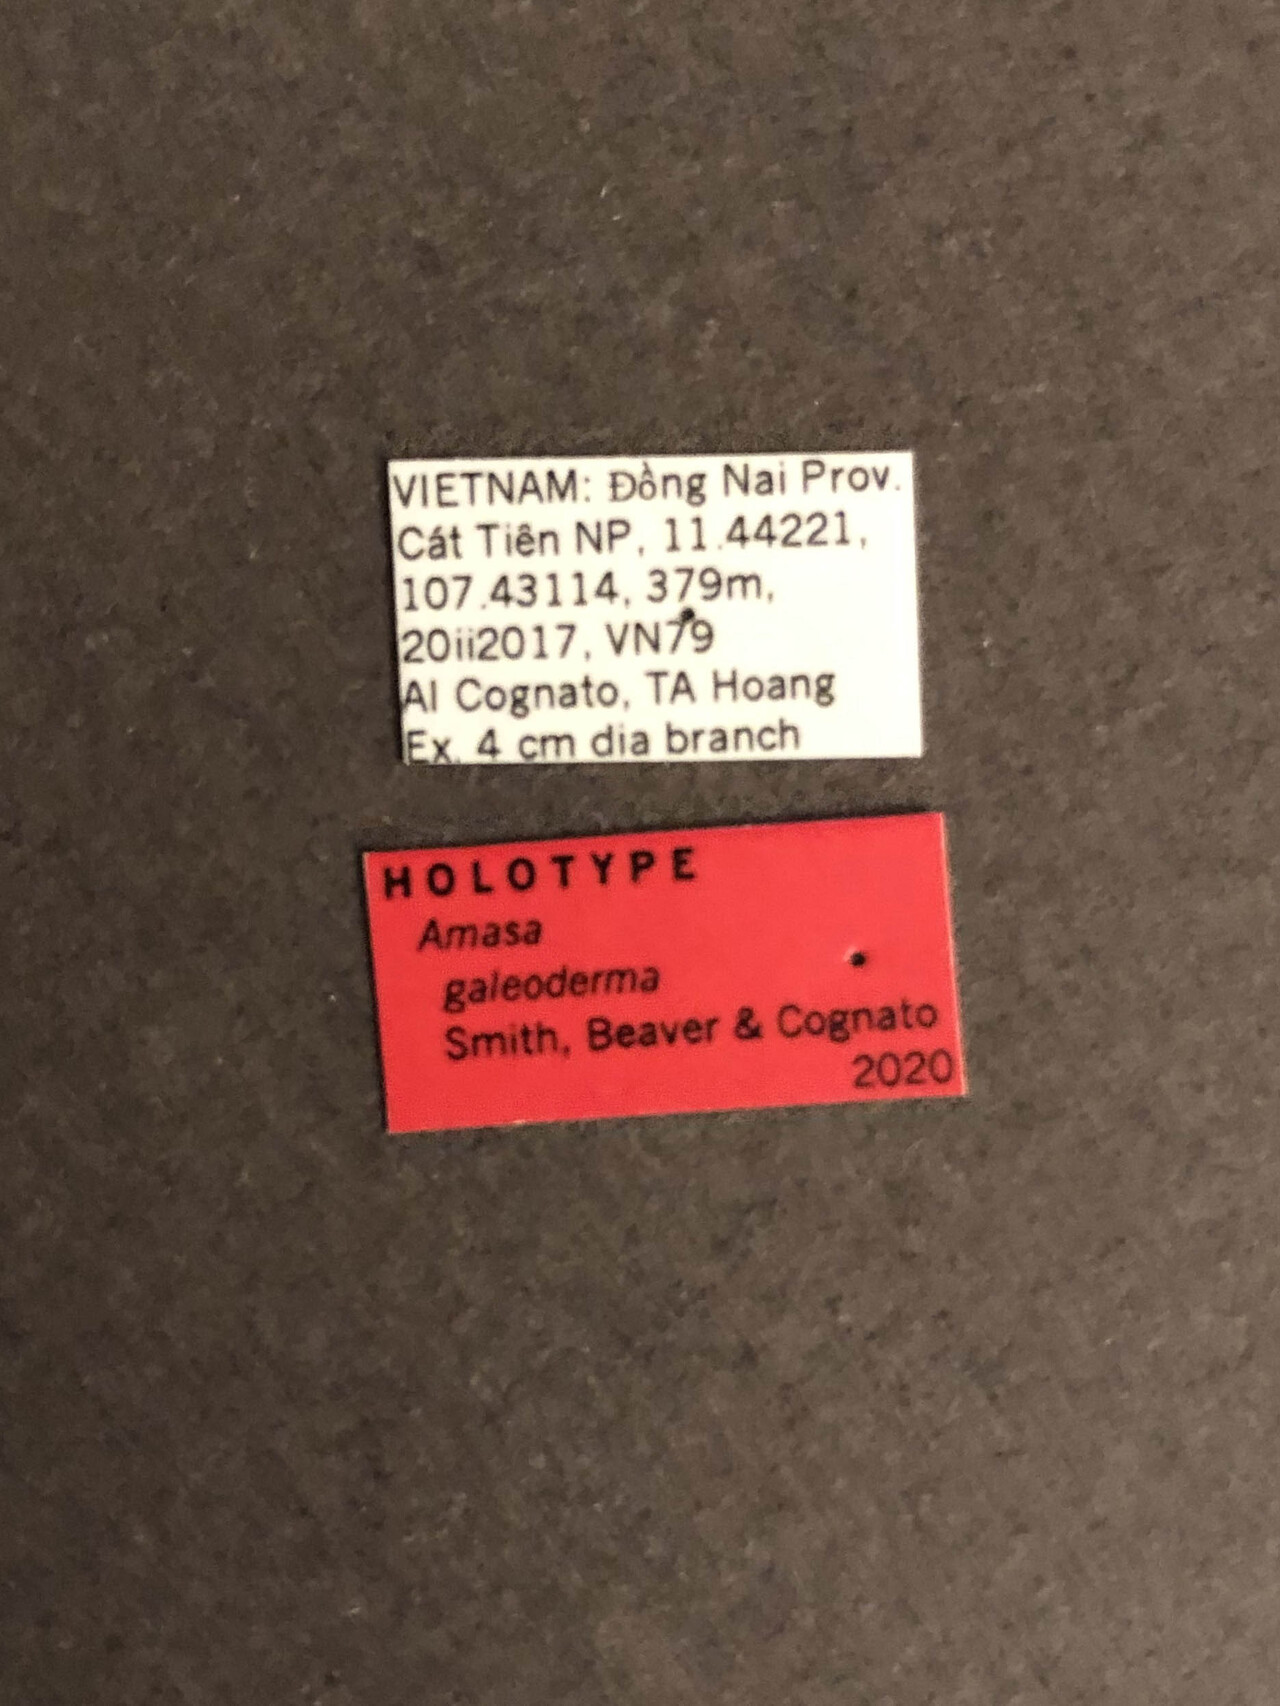 VIETNAM: Đồng Nai Prov.
Cát Tiên NP, 11.44221,
107.43114, 379m,
20ii2017, VN79
AI Cognato, TA Hoang
Ex. 4 cm dia branch
HOLOTYPE
Amasa
galeoderma
Smith, Beaver & Cognato
2020